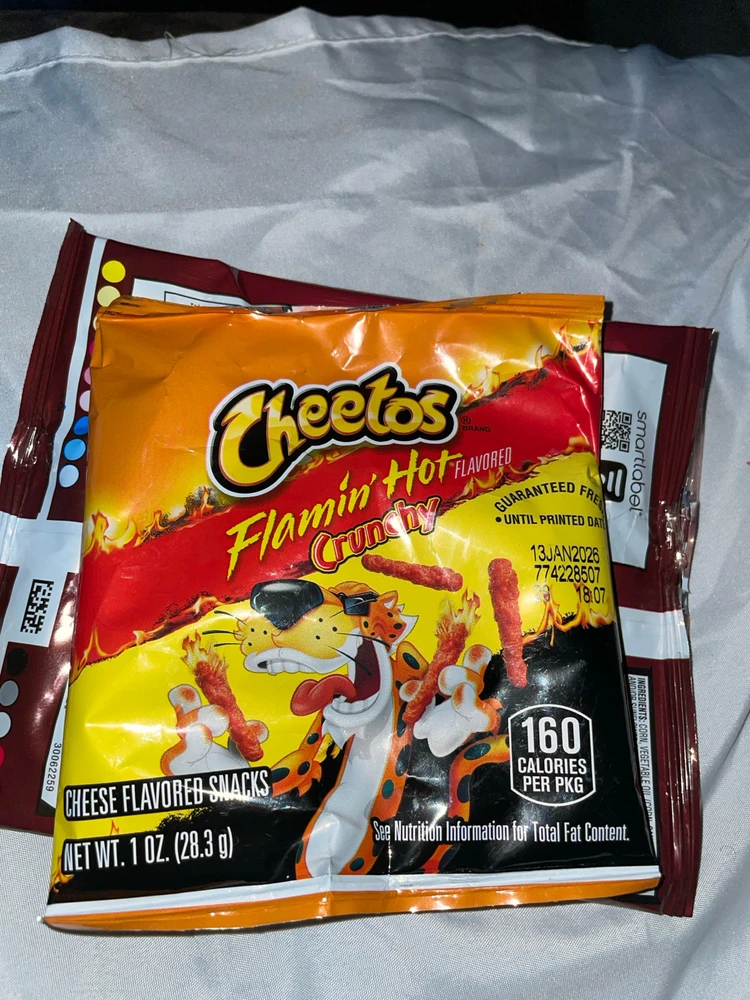 Cheetos®
BRAND
Flamin' Hot FLAVORED
Crunchy
GUARANTEED
• UNTIL PRINTED
13JAN2026
774228507
18:07
160
CALORIES
PER PKG
CHEESE FLAVORED SNACKS
NET WT. 1 OZ. (28.3 g)
See Nutrition Information for Total Fat Content.
smartlabel
INGREDIENTS: CORN, VEGETABLE OIL
30062259